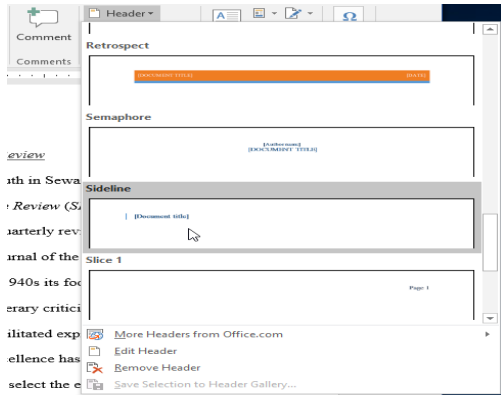 Header
Comment
Comments
Retrospect
[DOCUMENT TITLE] [DATE]
Semaphore
[Author name]
[DOCUMENT TITLE]
Sideline
[Document title]
Slice 1
Page 1
More Headers from Office.com
Edit Header
Remove Header
Save Selection to Header Gallery...
eview
uth in Sewa
Review (S
uarterly rev
urnal of the
940s its foc
erary critici
ilitated exp
cellence has
select the e